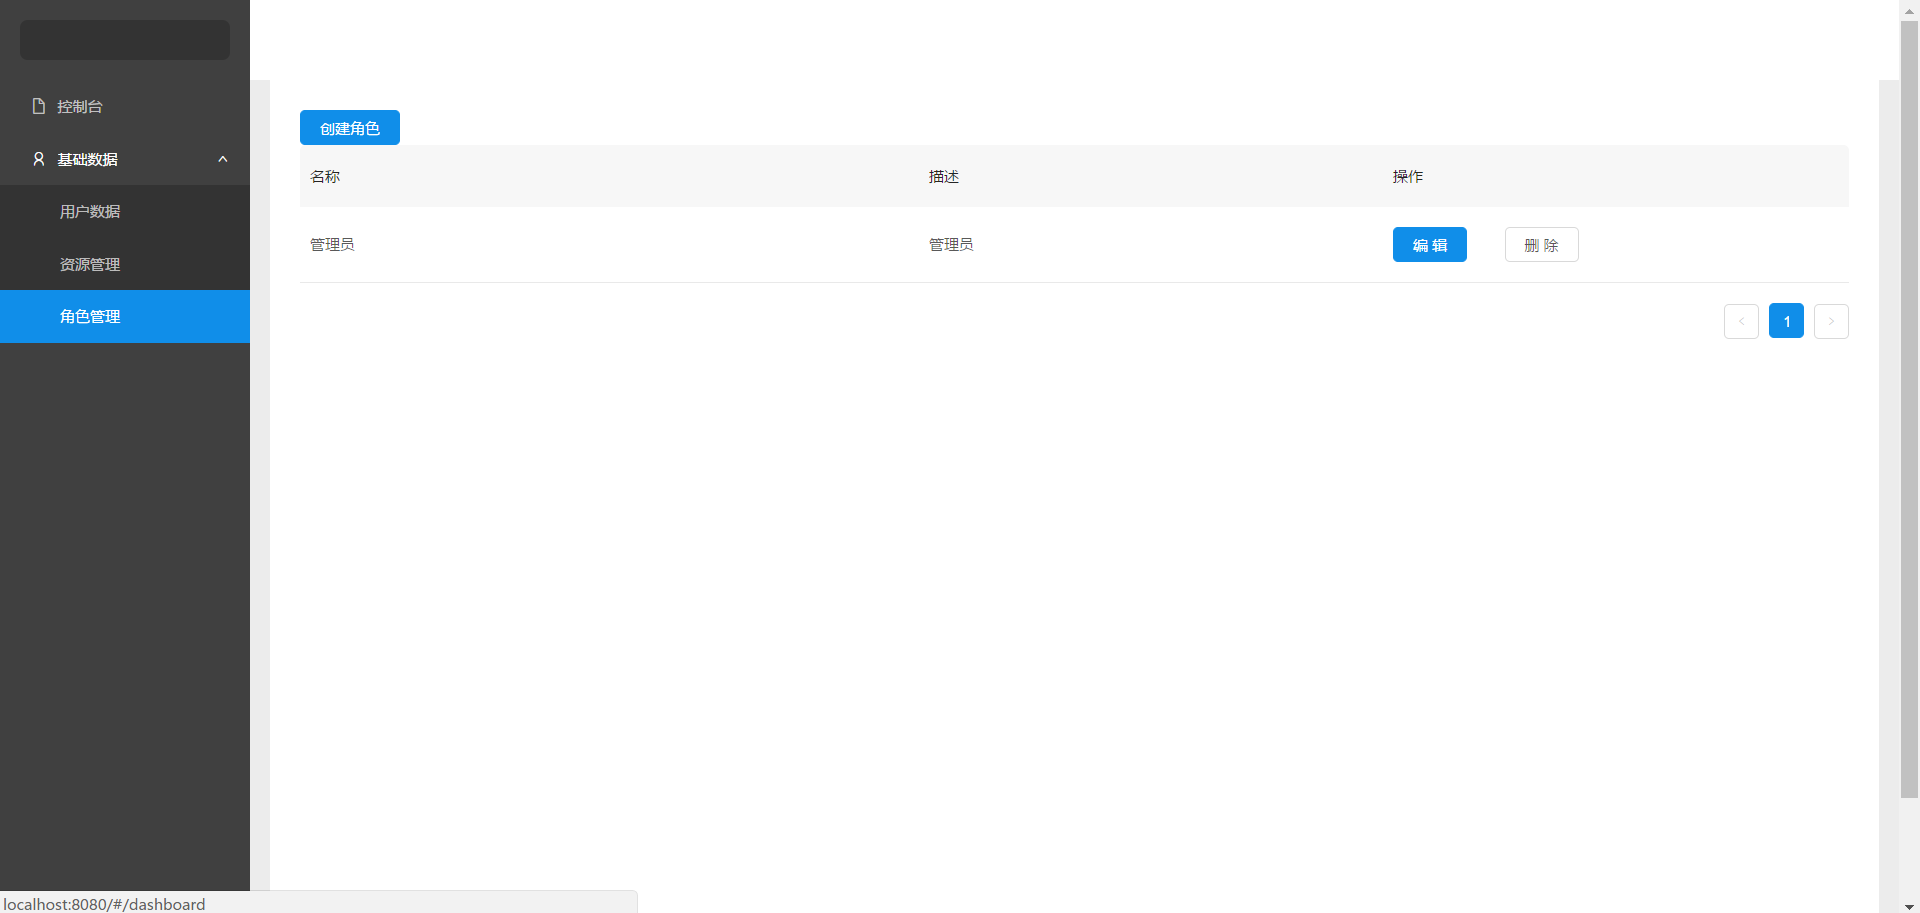 控制台
基础数据
用户数据
资源管理
角色管理
创建角色
名称 描述 操作
管理员 管理员 编 辑 删 除
< 1 >
localhost:8080/#/dashboard